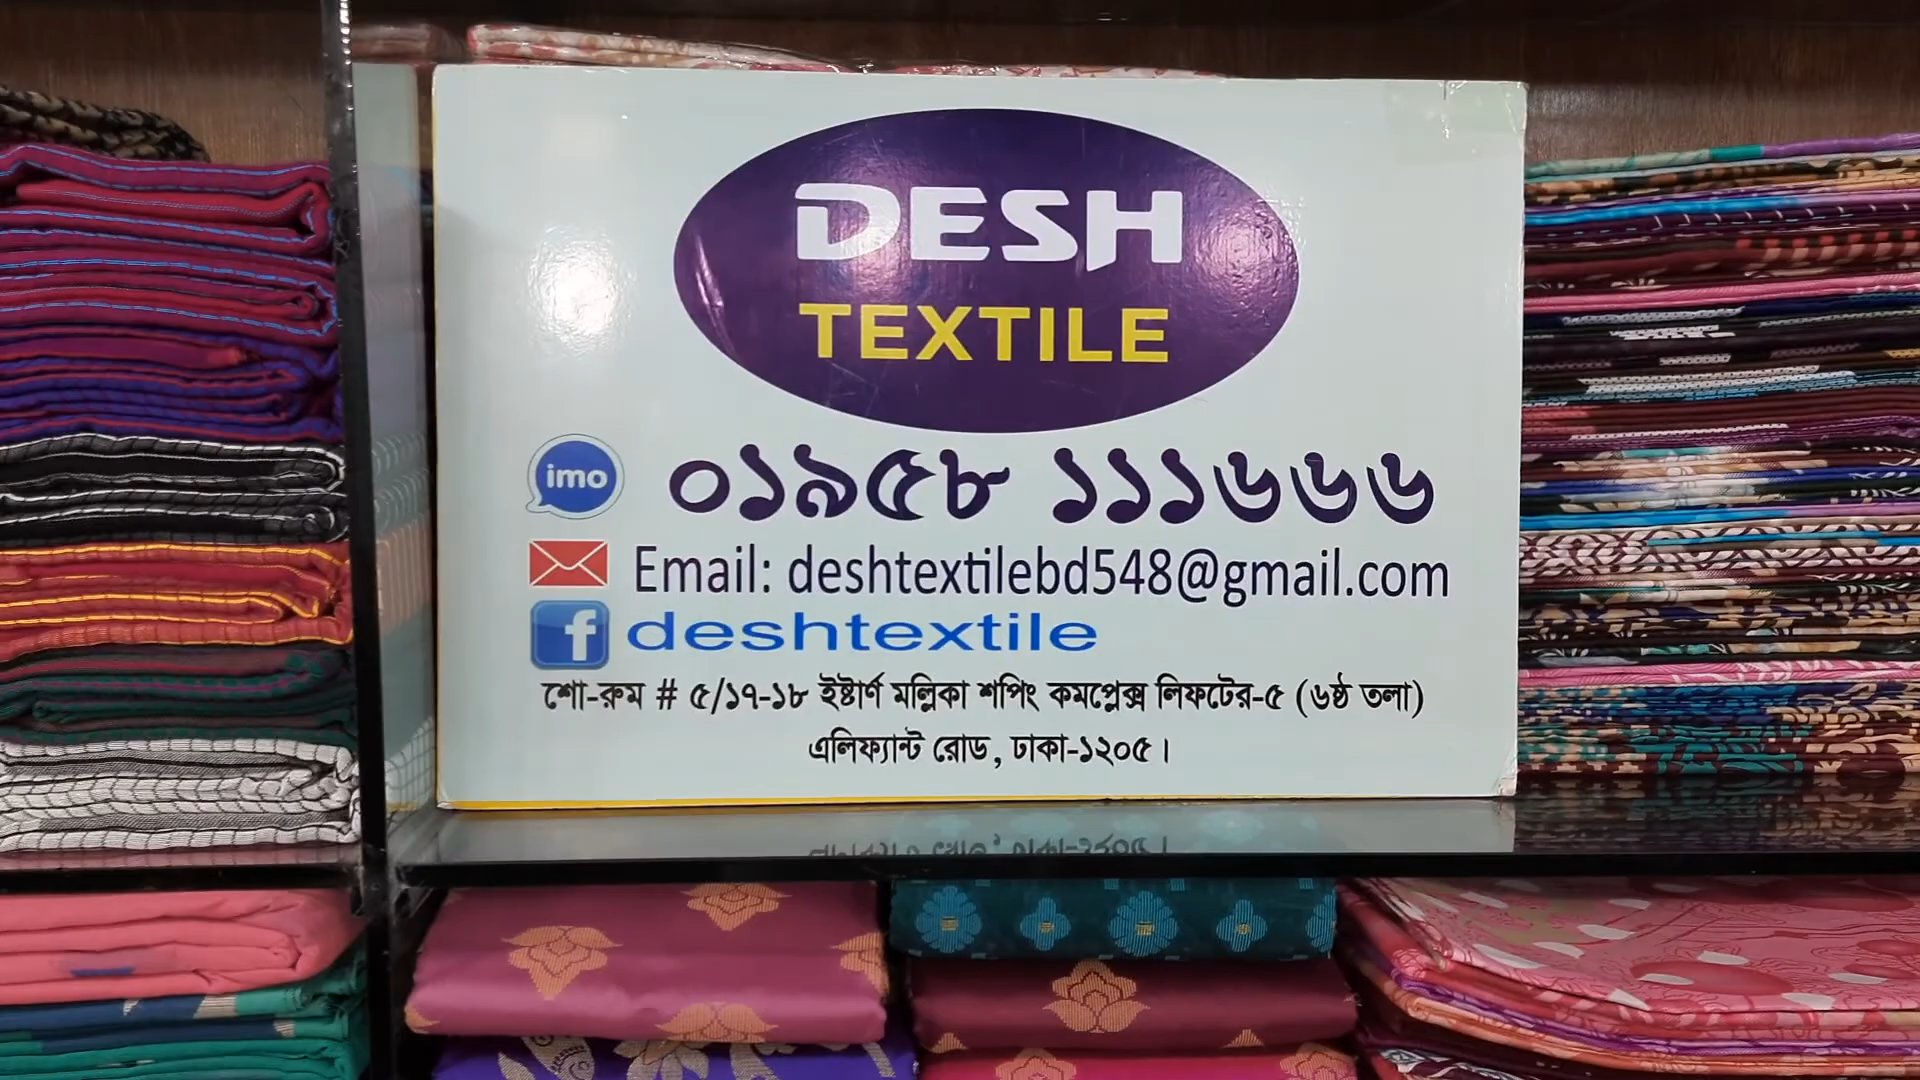 DESH
TEXTILE
imo ০১৯৫৮ ১১১৬৬৬
Email: deshtextilebd548@gmail.com
f deshtextile
শো-রুম # ৫/১৭-১৮ ইষ্টার্ণ মল্লিকা শপিং কমপ্লেক্স লিফটের-৫ (৬ষ্ঠ তলা)
এলিফ্যান্ট রোড, ঢাকা-১২০৫।